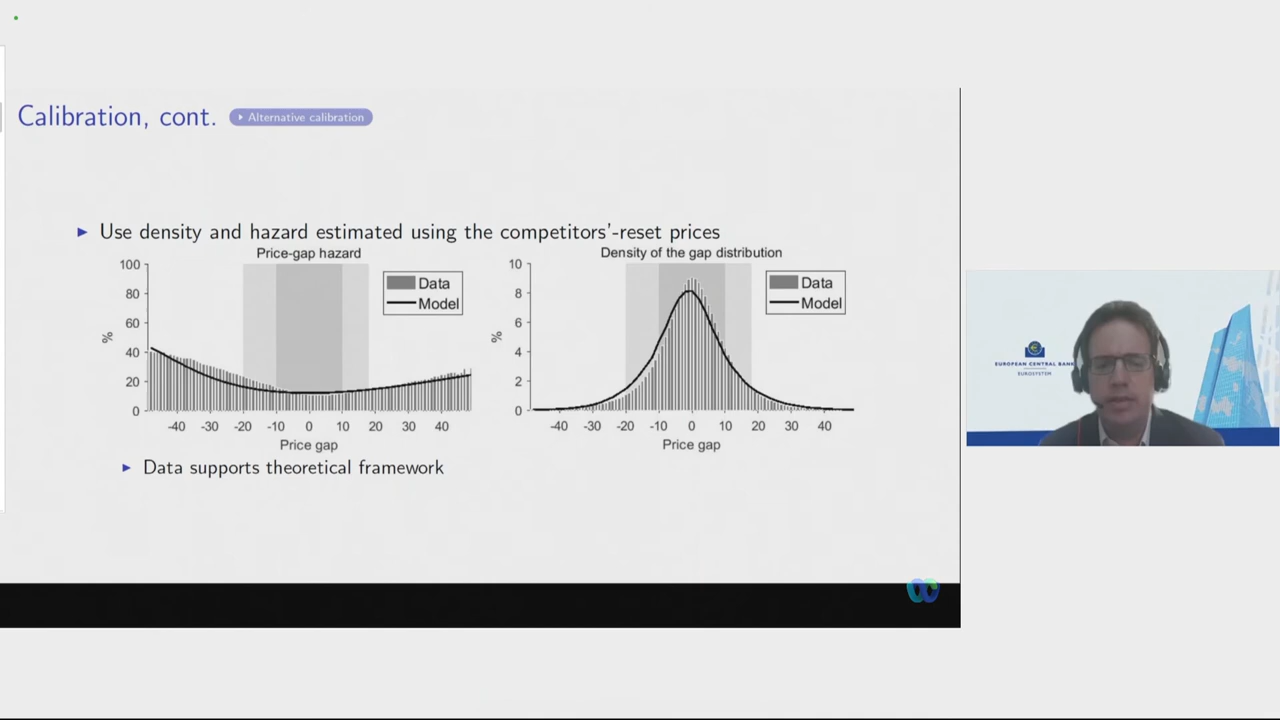 Calibration, cont.
Alternative calibration
Use density and hazard estimated using the competitors'-reset prices
Price-gap hazard
100
80
60
40
20
0
%
-40 -30 -20 -10 0 10 20 30 40
Price gap
Data
Model
Density of the gap distribution
10
8
6
4
2
0
%
-40 -30 -20 -10 0 10 20 30 40
Price gap
Data
Model
Data supports theoretical framework
EUROPEAN CENTRAL BANK
EUROSYSTEM